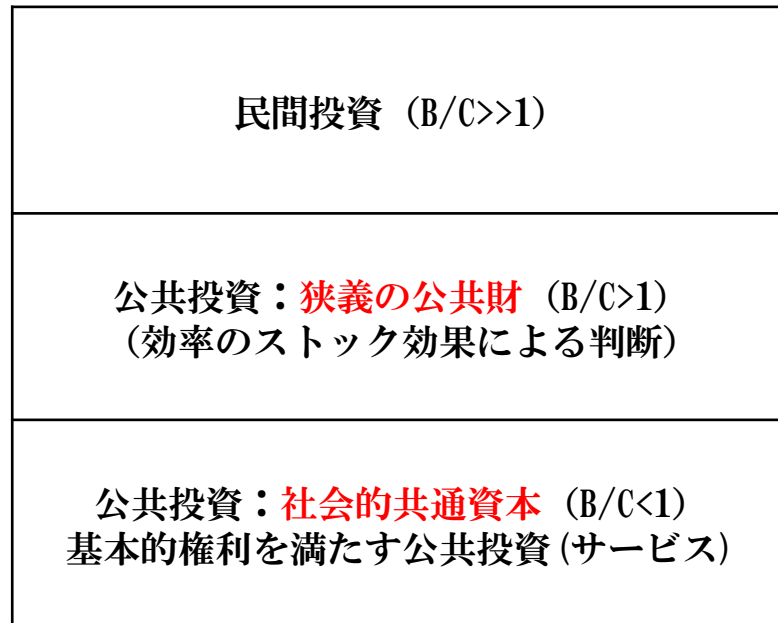 民間投資（B/C>>1）
公共投資：狭義の公共財（B/C>1）
（効率のストック効果による判断）
公共投資：社会的共通資本（B/C<1）
基本的権利を満たす公共投資(サービス)